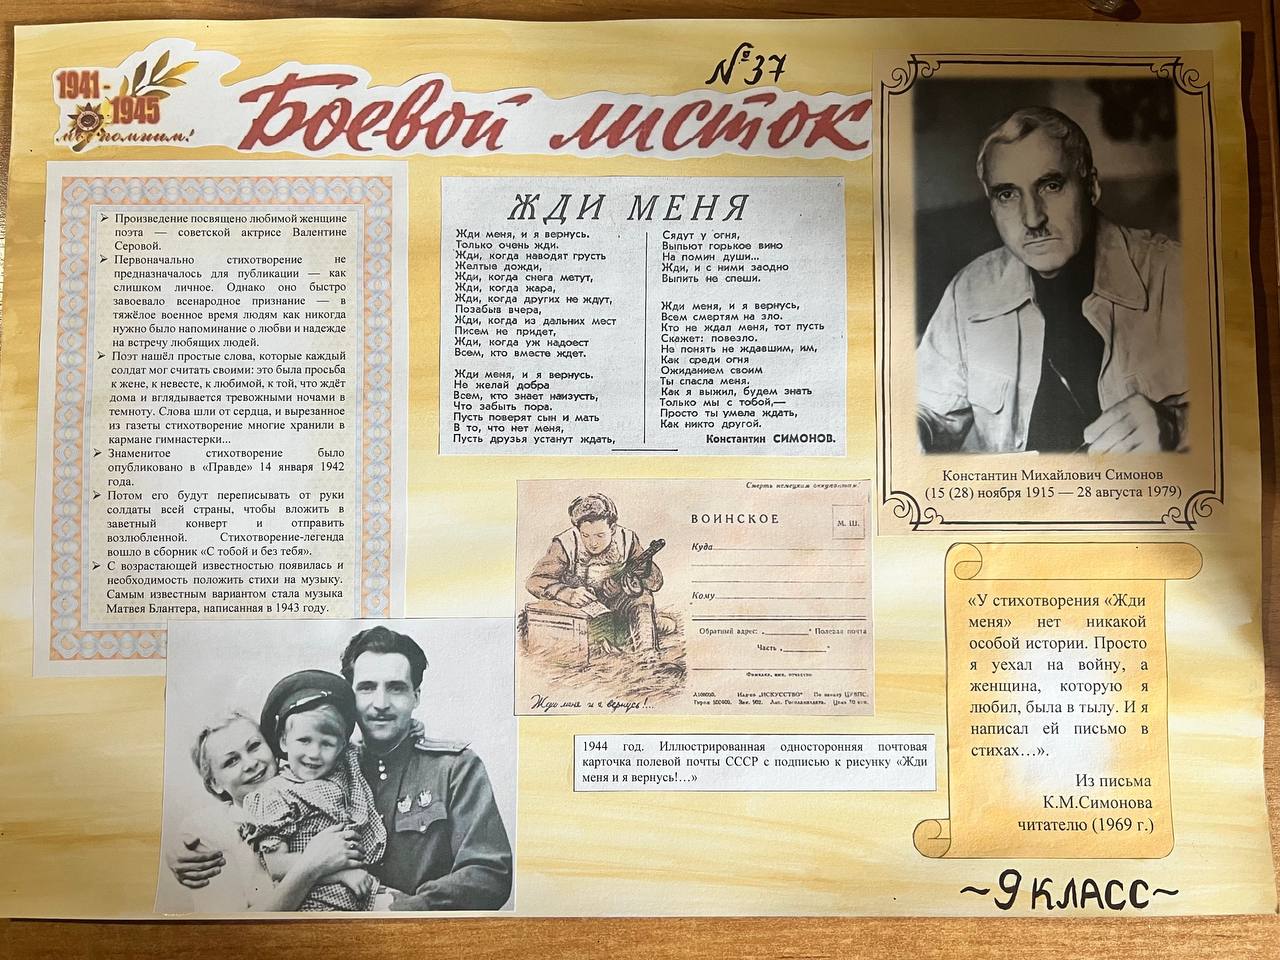 1941-
1945
мы помним!
Боевой листок
№37
Произведение посвящено любимой женщине
поэта — советской актрисе Валентине
Серовой.
Первоначально стихотворение не
предназначалось для публикации — как
слишком личное. Однако оно быстро
завоевало всенародное признание — в
тяжёлое военное время людям как никогда
нужно было напоминание о любви и надежде
на встречу любящих людей.
Поэт нашёл простые слова, которые каждый
солдат мог считать своими: это была просьба
к жене, к невесте, к любимой, к той, что ждёт
дома и вглядывается тревожными ночами в
темноту. Слова шли от сердца, и вырезанное
из газеты стихотворение многие хранили в
кармане гимнастерки...
Знаменитое стихотворение было
опубликовано в «Правде» 14 января 1942
года.
Потом его будут переписывать от руки
солдаты всей страны, чтобы вложить в
заветный конверт и отправить
возлюбленной. Стихотворение-легенда
вошло в сборник «С тобой и без тебя».
С возрастающей известностью появилась и
необходимость положить стихи на музыку.
Самым известным вариантом стала музыка
Матвея Блантера, написанная в 1943 году.
ЖДИ МЕНЯ
Жди меня, и я вернусь.
Только очень жди.
Жди, когда наводят грусть
Желтые дожди,
Жди, когда снега метут,
Жди, когда жара,
Жди, когда других не ждут,
Позабыв вчера,
Жди, когда из дальних мест
Писем не придет,
Жди, когда уж надоест
Всем, кто вместе ждет.
Жди меня, и я вернусь.
Не желай добра
Всем, кто знает наизусть,
Что забыть пора.
Пусть поверят сын и мать
В то, что нет меня,
Пусть друзья устанут ждать,
Сядут у огня,
Выпьют горькое вино
На помин души...
Жди, и с ними заодно
Выпить не спеши.
Жди меня, и я вернусь,
Всем смертям на зло.
Кто не ждал меня, тот пусть
Скажет: повезло.
Не понять не ждавшим, им,
Как среди огня
Ожиданием своим
Ты спасла меня.
Как я выжил, будем знать
Только мы с тобой,—
Просто ты умела ждать,
Как никто другой.
Константин СИМОНОВ.
Константин Михайлович Симонов
(15 (28) ноября 1915 — 28 августа 1979)
Смерть немецким оккупантам!
ВОИНСКОЕ
М. Ш.
Куда
Кому
Обратный адрес: „ " Полевая почта
Часть „ "
Фамилия, имя, отчество
Изд-во „ИСКУССТВО"
Жди меня и я вернусь!...
1944 год. Иллюстрированная односторонняя почтовая
карточка полевой почты СССР с подписью к рисунку «Жди
меня и я вернусь!...»
«У стихотворения «Жди
меня» нет никакой
особой истории. Просто
я уехал на войну, а
женщина, которую я
любил, была в тылу. И я
написал ей письмо в
стихах…».
Из письма
К.М.Симонова
читателю (1969 г.)
~9 КЛАСС~